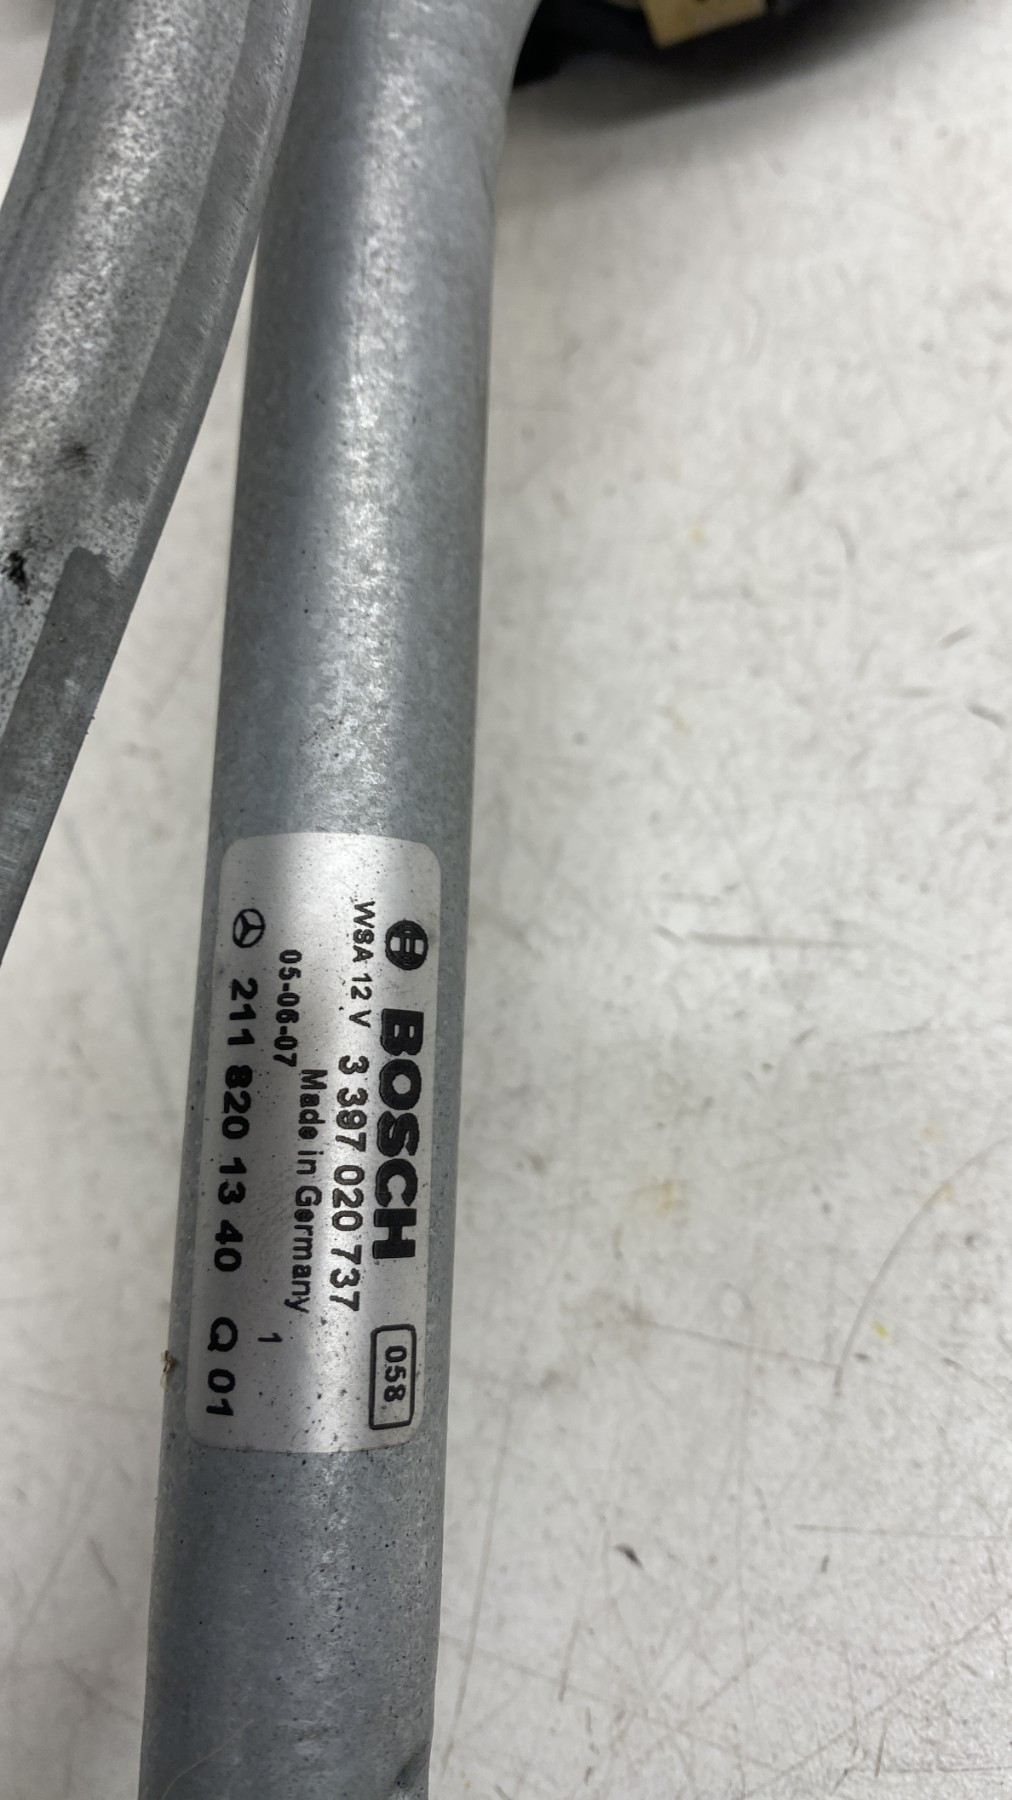 BOSCH 058
WSA 12 V 3 397 020 737
Made in Germany
05-06-07 1
211 820 13 40 Q 01